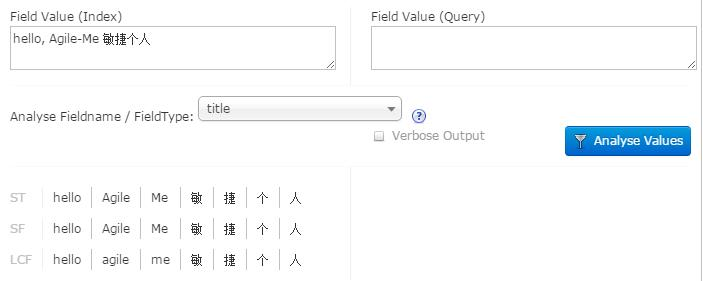 Field Value (Index)
Field Value (Query)
hello, Agile-Me 敏捷个人
Analyse Fieldname / FieldType: title ?
Verbose Output
Analyse Values
ST hello Agile Me 敏 捷 个 人
SF hello Agile Me 敏 捷 个 人
LCF hello agile me 敏 捷 个 人